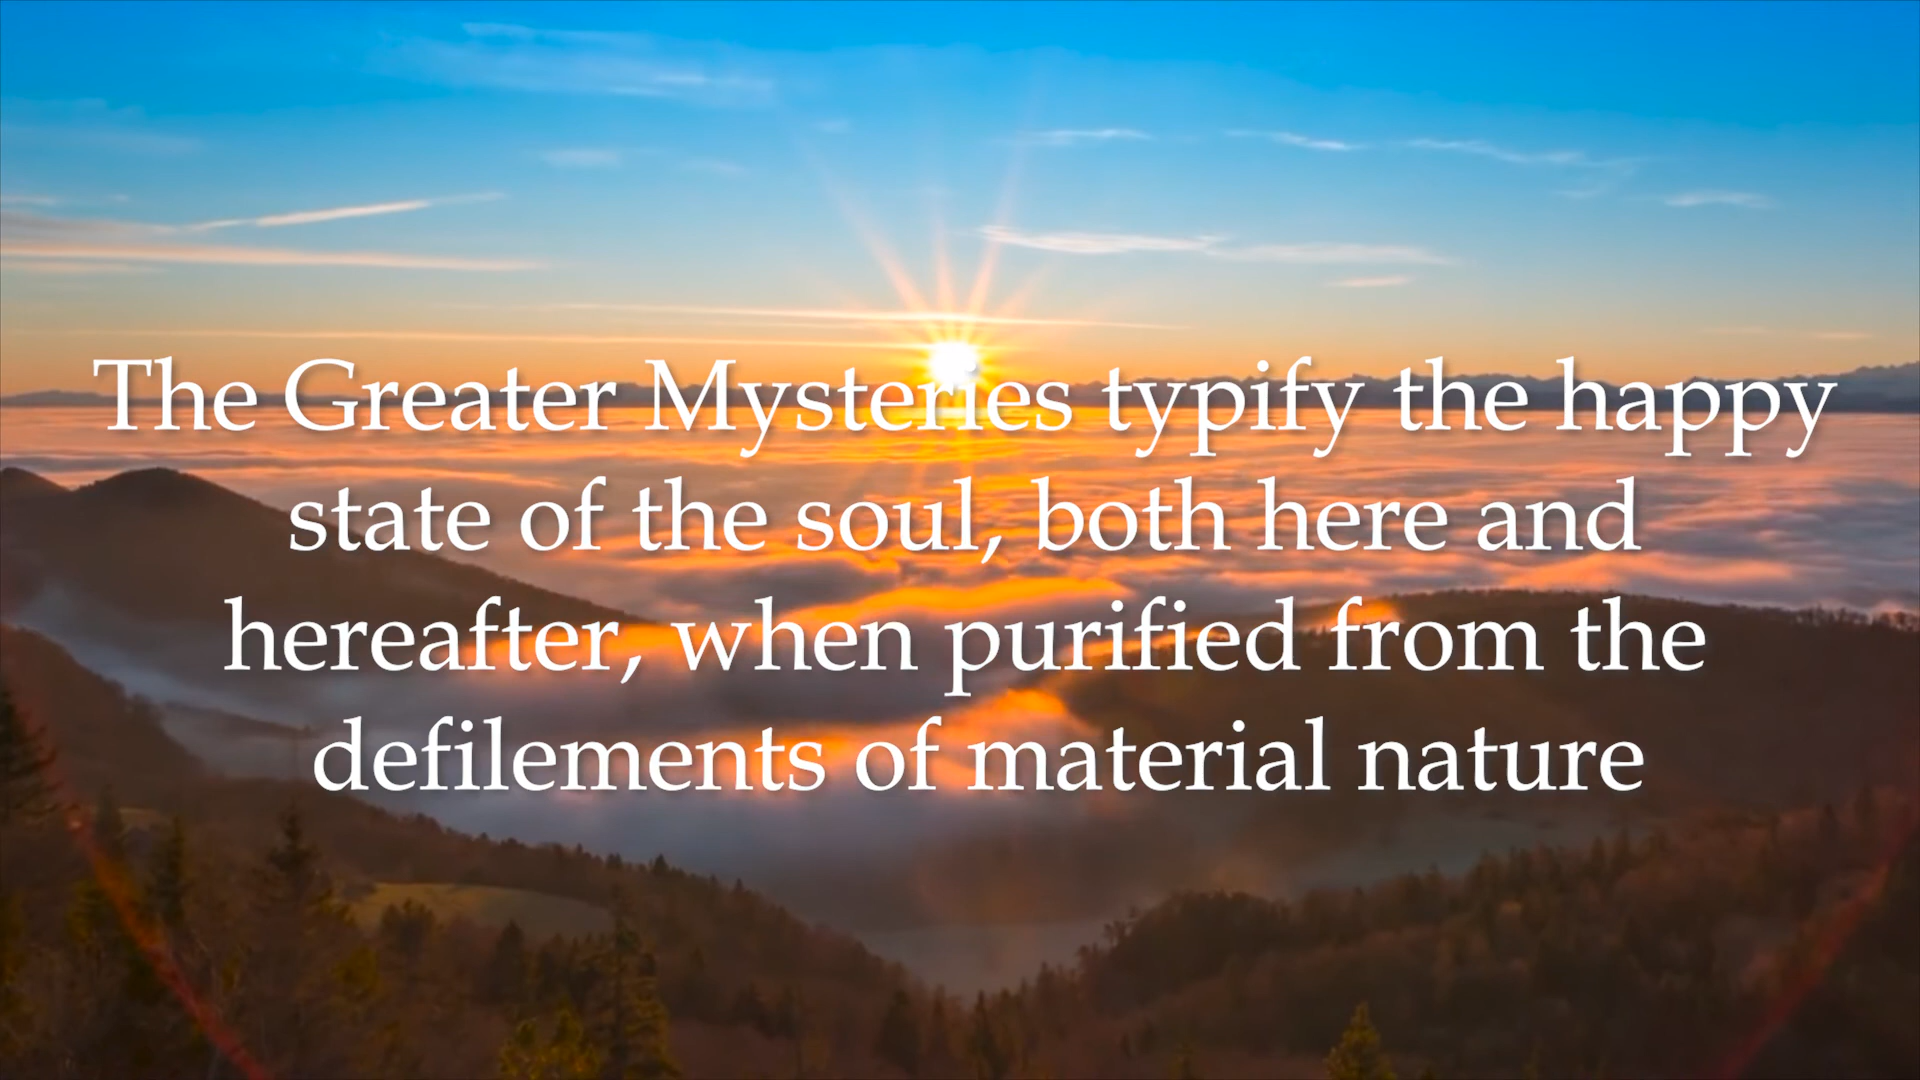 The Greater Mysteries typify the happy
state of the soul, both here and
hereafter, when purified from the
defilements of material nature